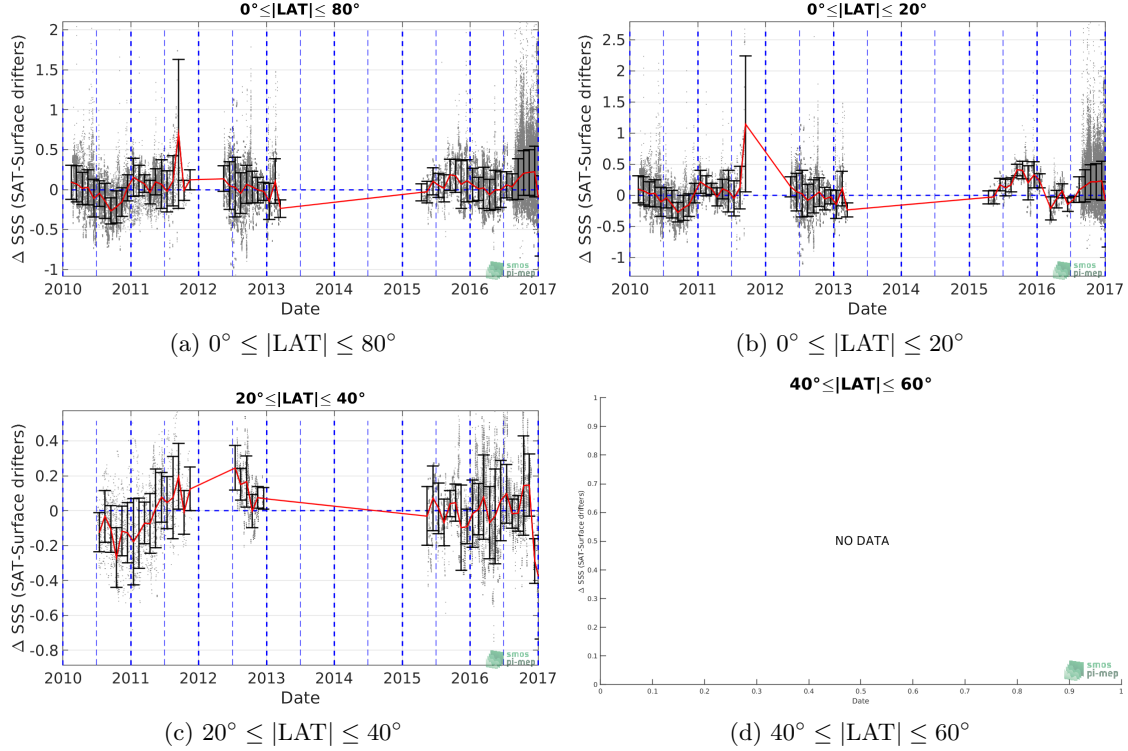 0°≤|LAT|≤ 80°
Δ SSS (SAT-Surface drifters)
2
1.5
1
0.5
0
-0.5
-1
2010 2011 2012 2013 2014 2015 2016 2017
Date
smos
pi-mep
(a) 0° ≤ |LAT| ≤ 80°
0°≤|LAT|≤ 20°
Δ SSS (SAT-Surface drifters)
2.5
2
1.5
1
0.5
0
-0.5
-1
2010 2011 2012 2013 2014 2015 2016 2017
Date
smos
pi-mep
(b) 0° ≤ |LAT| ≤ 20°
20°≤|LAT|≤ 40°
Δ SSS (SAT-Surface drifters)
0.4
0.2
0
-0.2
-0.4
-0.6
-0.8
2010 2011 2012 2013 2014 2015 2016 2017
Date
smos
pi-mep
(c) 20° ≤ |LAT| ≤ 40°
40°≤|LAT|≤ 60°
Δ SSS (SAT-Surface drifters)
1
0.9
0.8
0.7
0.6
0.5
0.4
0.3
0.2
0.1
0
NO DATA
0 0.1 0.2 0.3 0.4 0.5 0.6 0.7 0.8 0.9 1
Date
smos
pi-mep
(d) 40° ≤ |LAT| ≤ 60°